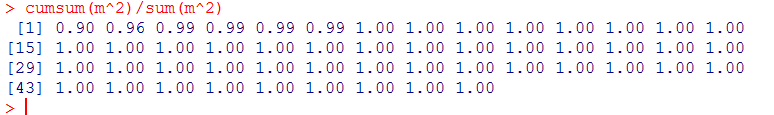 > cumsum(m^2)/sum(m^2)
[1] 0.90 0.96 0.99 0.99 0.99 0.99 1.00 1.00 1.00 1.00 1.00 1.00 1.00 1.00
[15] 1.00 1.00 1.00 1.00 1.00 1.00 1.00 1.00 1.00 1.00 1.00 1.00 1.00 1.00
[29] 1.00 1.00 1.00 1.00 1.00 1.00 1.00 1.00 1.00 1.00 1.00 1.00 1.00 1.00
[43] 1.00 1.00 1.00 1.00 1.00 1.00 1.00 1.00 1.00
>